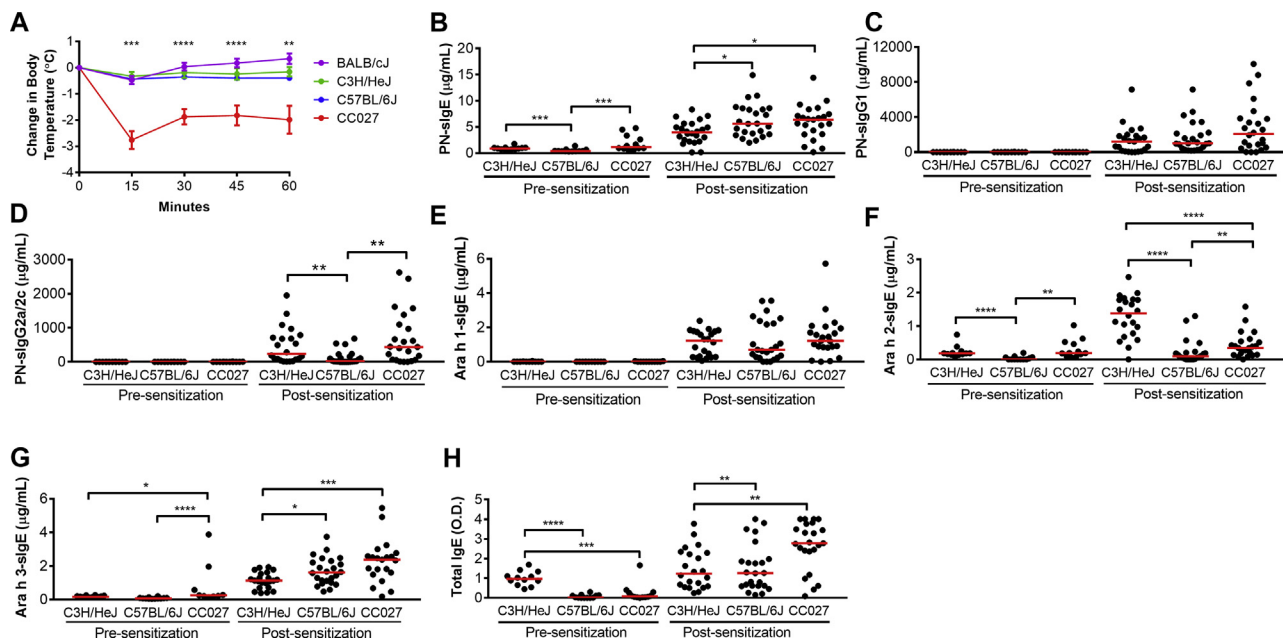 A
Change in Body
Temperature (°C)
1
0
-1
-2
-3
-4
*** **** **** **
0 15 30 45 60
Minutes
BALB/cJ
C3H/HeJ
C57BL/6J
CC027
B
PN-sIgE (µg/mL)
20
15
10
5
0
*** ***
* *
C3H/HeJ C57BL/6J CC027 C3H/HeJ C57BL/6J CC027
Pre-sensitization Post-sensitization
C
PN-sIgG1 (µg/mL)
12000
8000
4000
0
C3H/HeJ C57BL/6J CC027 C3H/HeJ C57BL/6J CC027
Pre-sensitization Post-sensitization
D
PN-sIgG2a/2c (µg/mL)
3000
2000
1000
0
** **
C3H/HeJ C57BL/6J CC027 C3H/HeJ C57BL/6J CC027
Pre-sensitization Post-sensitization
E
Ara h 1-sIgE (µg/mL)
6
4
2
0
C3H/HeJ C57BL/6J CC027 C3H/HeJ C57BL/6J CC027
Pre-sensitization Post-sensitization
F
Ara h 2-sIgE (µg/mL)
3
2
1
0
**** **
**** ** ****
C3H/HeJ C57BL/6J CC027 C3H/HeJ C57BL/6J CC027
Pre-sensitization Post-sensitization
G
Ara h 3-sIgE (µg/mL)
6
4
2
0
* ****
*** *
C3H/HeJ C57BL/6J CC027 C3H/HeJ C57BL/6J CC027
Pre-sensitization Post-sensitization
H
Total IgE (O.D.)
5
4
3
2
1
0
**** ***
** **
C3H/HeJ C57BL/6J CC027 C3H/HeJ C57BL/6J CC027
Pre-sensitization Post-sensitization